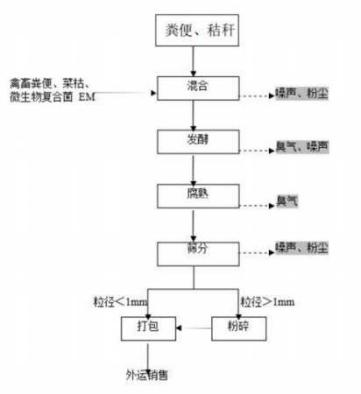 粪便、秸秆
禽畜粪便、菜枯、
微生物复合菌 EM
混合
噪声、粉尘
发酵
臭气、噪声
腐熟
臭气
筛分
噪声、粉尘
粒径<1mm
粒径>1mm
打包
粉碎
外运销售